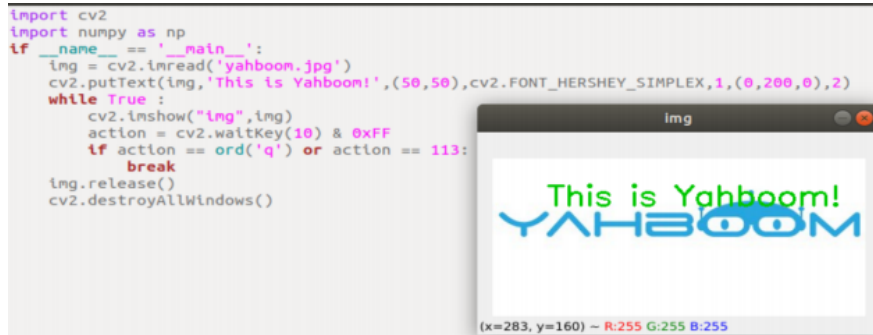 import cv2
import numpy as np
if __name__ == '__main__':
    img = cv2.imread('yahboom.jpg')
    cv2.putText(img,'This is Yahboom!',(50,50),cv2.FONT_HERSHEY_SIMPLEX,1,(0,200,0),2)
    while True :
        cv2.imshow("img",img)
        action = cv2.waitKey(10) & 0xFF
        if action == ord('q') or action == 113:
            break
    img.release()
    cv2.destroyAllWindows()
img
This is Yahboom!
YAHBOOM
(x=283, y=160) ~ R:255 G:255 B:255